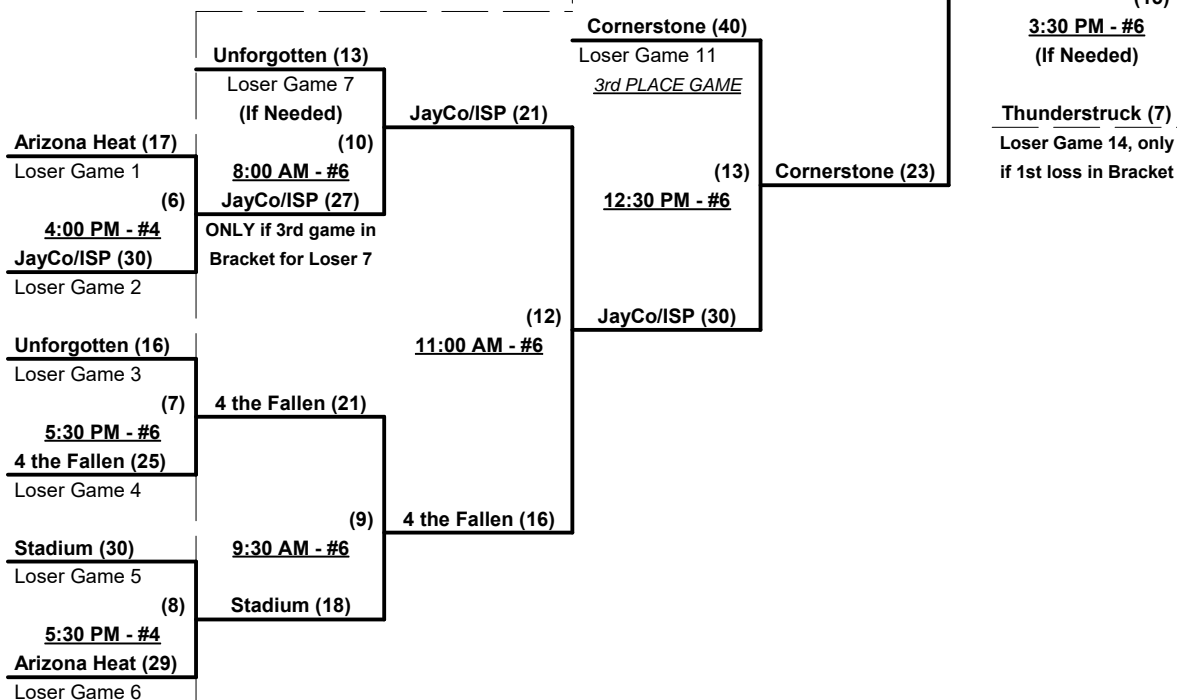 Cornerstone (40)
Loser Game 11
3rd PLACE GAME
3:30 PM - #6
(If Needed)
Unforgotten (13)
Loser Game 7
(If Needed)
(10)
8:00 AM - #6
JayCo/ISP (27)
ONLY if 3rd game in
Bracket for Loser 7
JayCo/ISP (21)
Thunderstruck (7)
Loser Game 14, only
if 1st loss in Bracket
Arizona Heat (17)
Loser Game 1
(6)
4:00 PM - #4
JayCo/ISP (30)
Loser Game 2
(13)
12:30 PM - #6
Cornerstone (23)
(12)
11:00 AM - #6
JayCo/ISP (30)
Unforgotten (16)
Loser Game 3
(7)
5:30 PM - #6
4 the Fallen (25)
Loser Game 4
4 the Fallen (21)
(9)
9:30 AM - #6
4 the Fallen (16)
Stadium (30)
Loser Game 5
(8)
5:30 PM - #4
Arizona Heat (29)
Loser Game 6
Stadium (18)